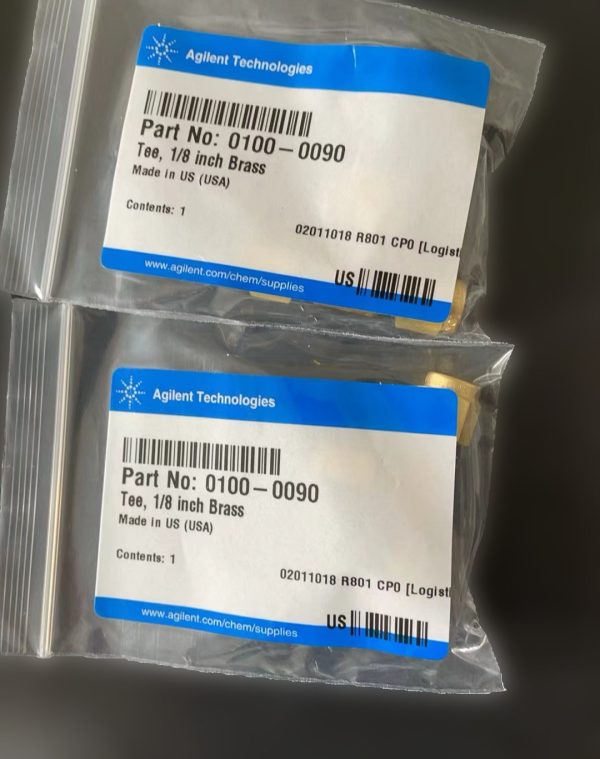 Agilent Technologies
Part No: 0100-0090
Tee, 1/8 inch Brass
Made in US (USA)
Contents: 1
02011018 R801 CP0 [Logist
www.agilent.com/chem/supplies
US
Agilent Technologies
Part No: 0100-0090
Tee, 1/8 inch Brass
Made in US (USA)
Contents: 1
02011018 R801 CP0 [Logisti
www.agilent.com/chem/supplies
US